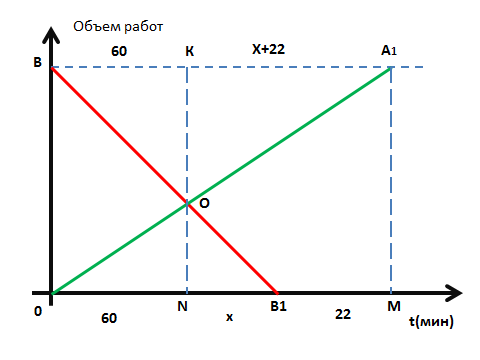 Объем работ
60 K X+22 A1
B
O
0 N B1 M
60 x 22 t(мин)